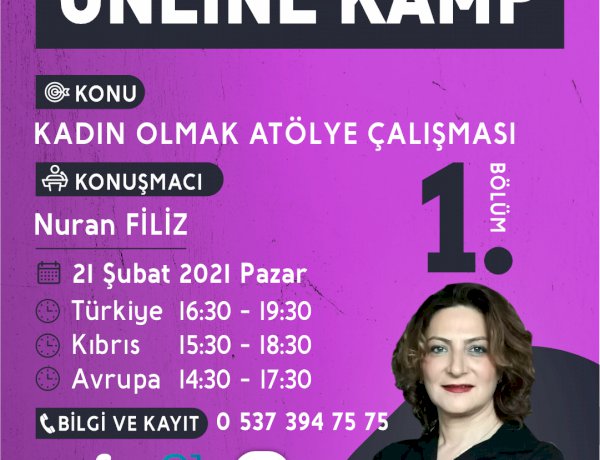 ONLINE KAMP
KONU
KADIN OLMAK ATÖLYE ÇALIŞMASI
KONUŞMACI
Nuran FİLİZ
1. BÖLÜM
21 Şubat 2021 Pazar
Türkiye 16:30 - 19:30
Kıbrıs 15:30 - 18:30
Avrupa 14:30 - 17:30
BİLGİ VE KAYIT 0 537 394 75 75